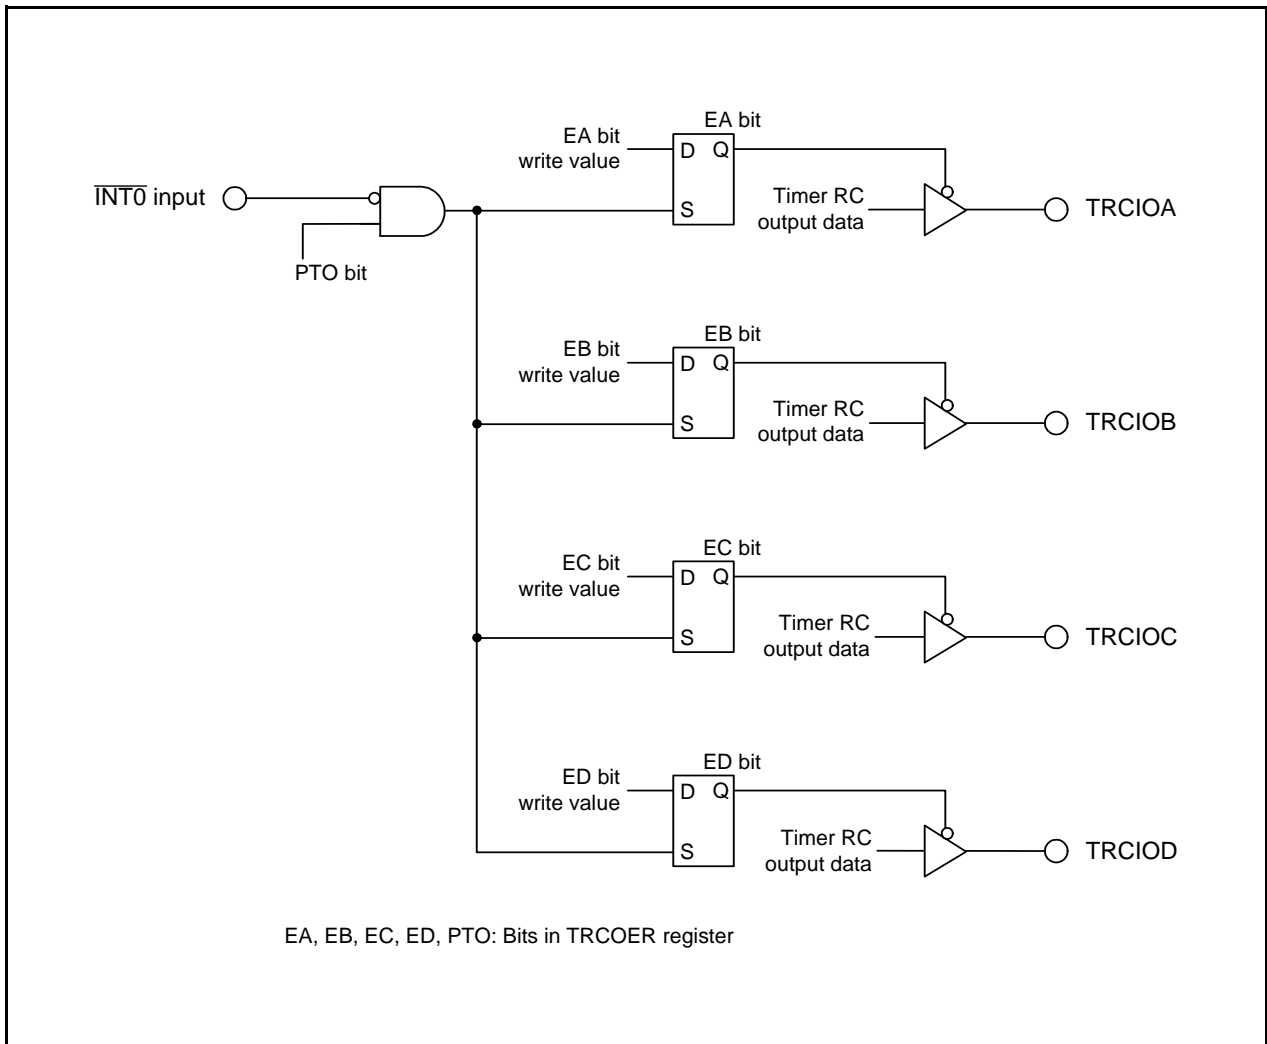 EA bit
EA bit
write value
D Q
INT0 input
Timer RC
output data
TRCIOA
S
PTO bit
EB bit
EB bit
write value
D Q
Timer RC
output data
TRCIOB
S
EC bit
EC bit
write value
D Q
Timer RC
output data
TRCIOC
S
ED bit
ED bit
write value
D Q
Timer RC
output data
TRCIOD
S
EA, EB, EC, ED, PTO: Bits in TRCOER register